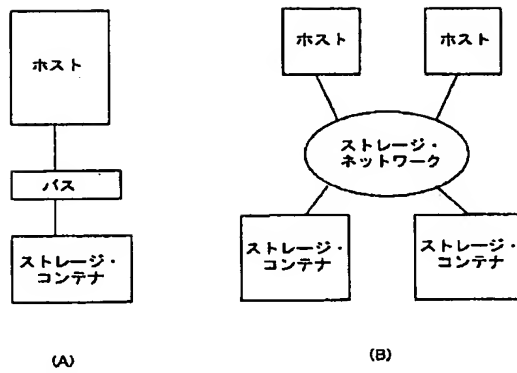 ホスト
バス
ストレージ・
コンテナ
(A)
ホスト
ホスト
ストレージ・
ネットワーク
ストレージ・
コンテナ
ストレージ・
コンテナ
(B)